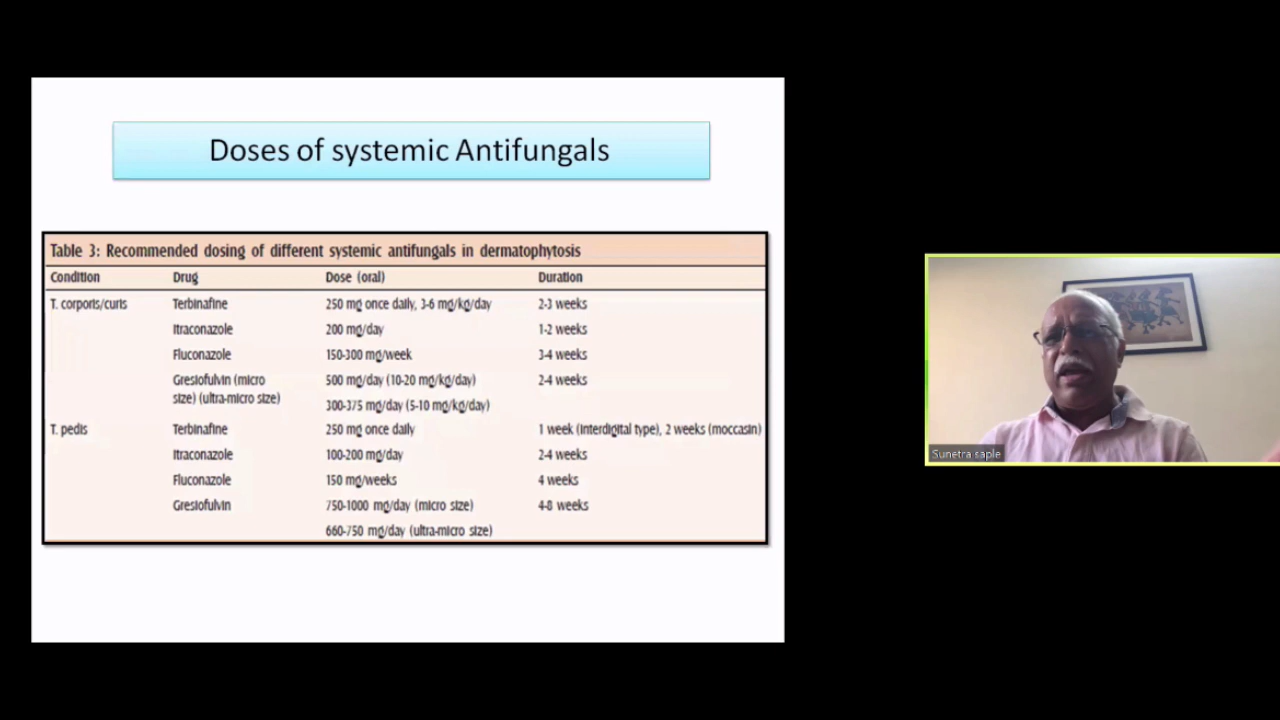 Doses of systemic Antifungals
Table 3: Recommended dosing of different systemic antifungals in dermatophytosis
Condition Drug Dose (oral) Duration
T. corporis/curis Terbinafine 250 mg once daily, 3-6 mg/kg/day 2-3 weeks
Itraconazole 200 mg/day 1-2 weeks
Fluconazole 150-300 mg/week 3-4 weeks
Gresiofulvin (micro 500 mg/day (10-20 mg/kg/day) 2-4 weeks
size) (ultra-micro size)
300-375 mg/day (5-10 mg/kg/day)
T. pedis Terbinafine 250 mg once daily 1 week (interdigital type), 2 weeks (moccasin)
Itraconazole 100-200 mg/day 2-4 weeks
Fluconazole 150 mg/weeks 4 weeks
Gresiofulvin 750-1000 mg/day (micro size) 4-8 weeks
660-750 mg/day (ultra-micro size)
Sunetra saple